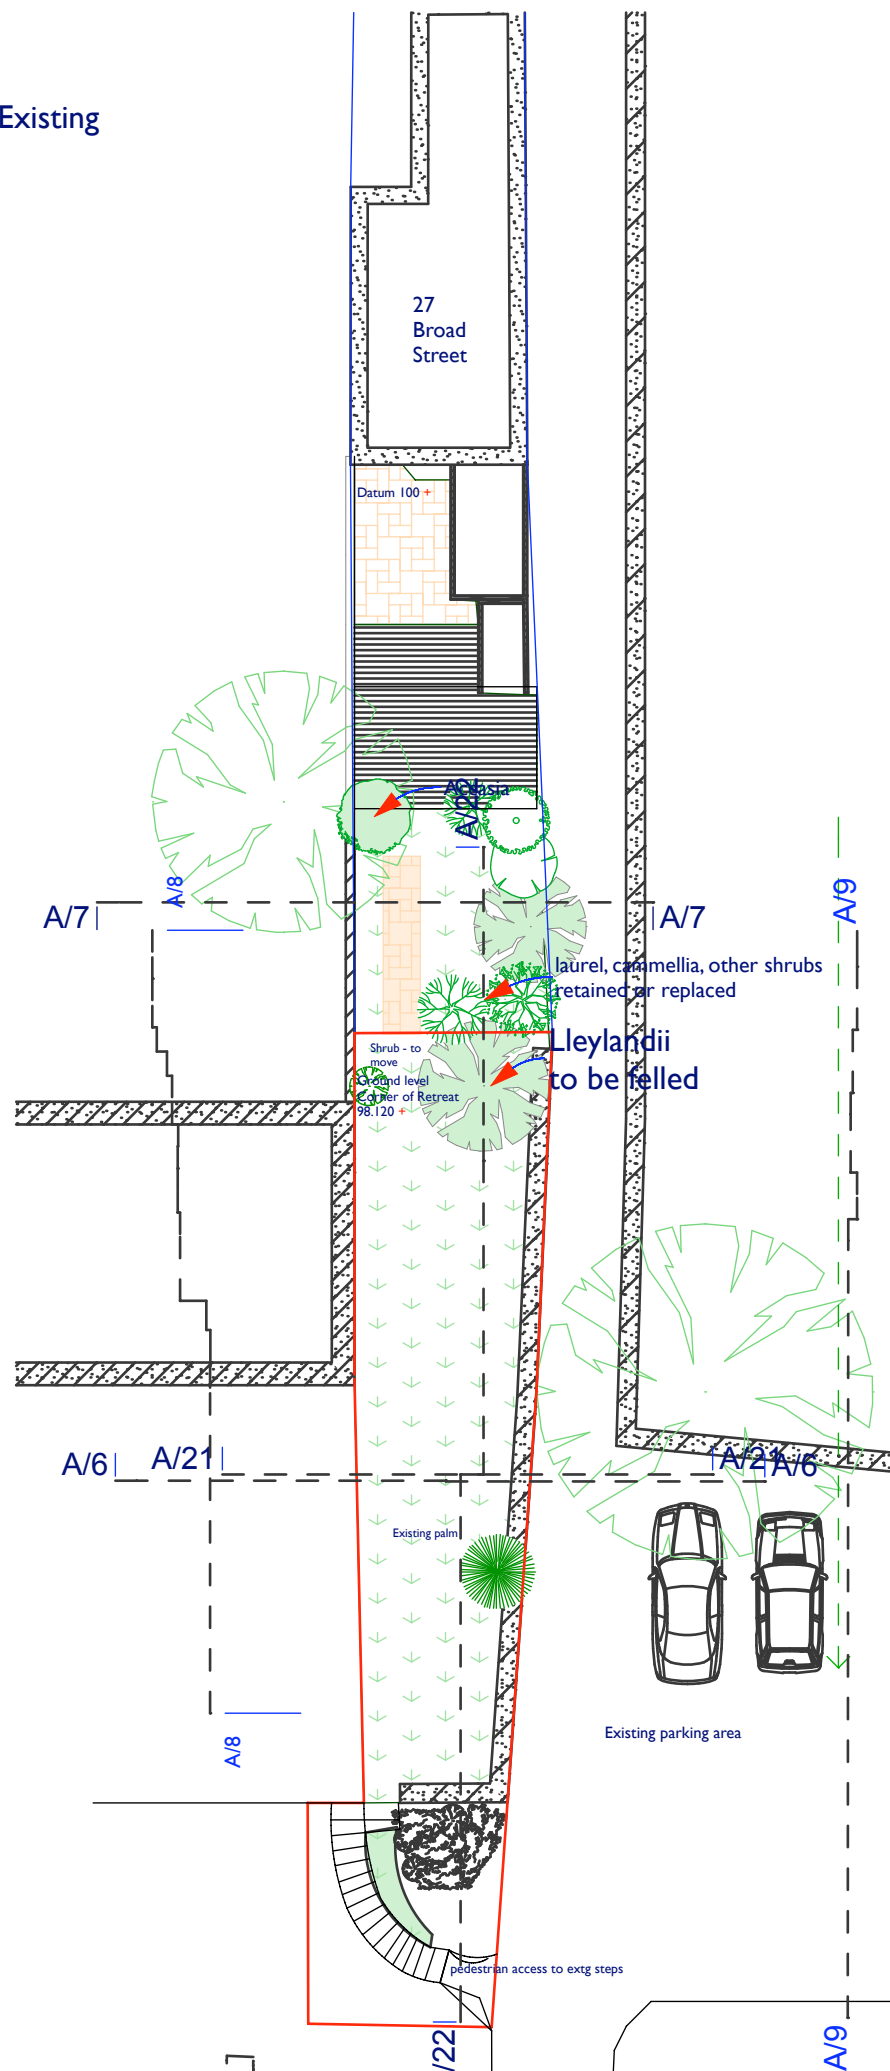 Existing
27
Broad
Street
Datum 100 +
A/22
A/8
A/7
A/7
A/9
laurel, cammellia, other shrubs
retained or replaced
Lleylandii
to be felled
Shrub - to
move
Ground level
Corner of Retreat
98.120 +
A/6
A/21
A/21
A/6
Existing palm
Existing parking area
A/8
pedestrian access to extg steps
/22
A/9